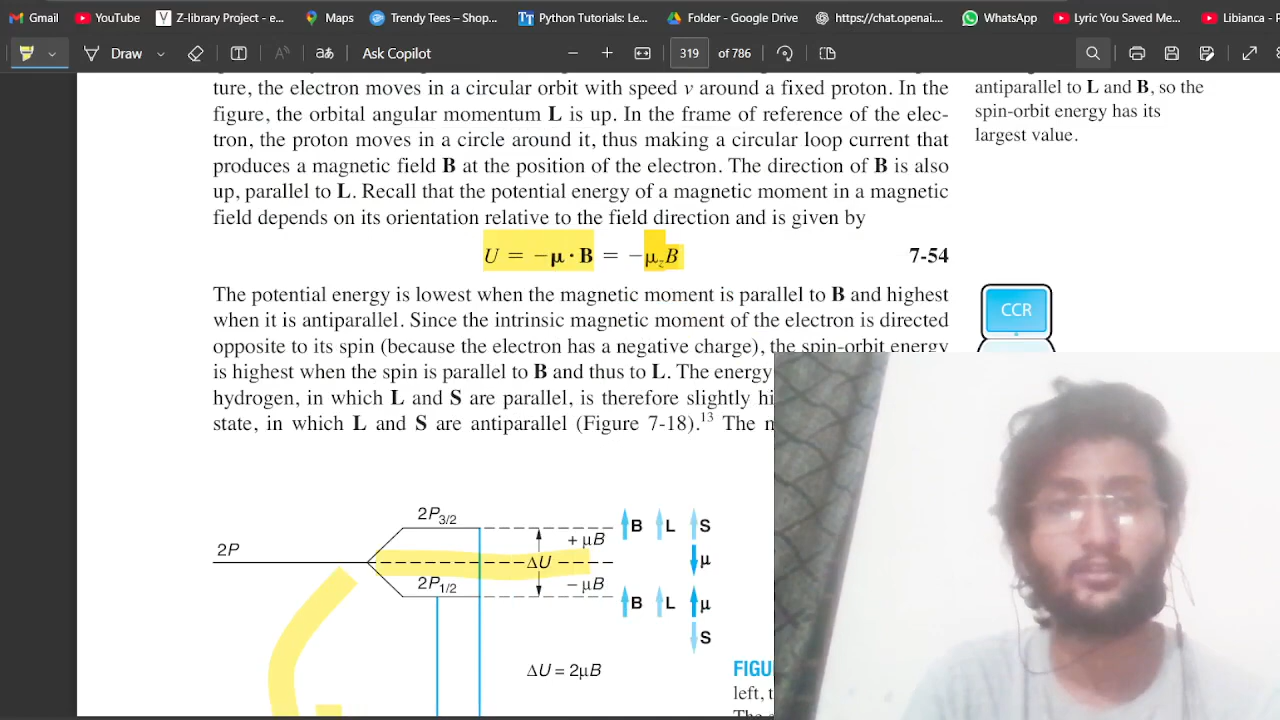 Gmail YouTube Z-library Project - e... Maps Trendy Tees – Shop... Python Tutorials: Le... Folder - Google Drive https://chat.openai... WhatsApp Lyric You Saved Me... Libianca -
Draw Ask Copilot 319 of 786
ture, the electron moves in a circular orbit with speed v around a fixed proton. In the
figure, the orbital angular momentum L is up. In the frame of reference of the elec-
tron, the proton moves in a circle around it, thus making a circular loop current that
produces a magnetic field B at the position of the electron. The direction of B is also
up, parallel to L. Recall that the potential energy of a magnetic moment in a magnetic
field depends on its orientation relative to the field direction and is given by
U = −μ · B = −μzB 7-54
The potential energy is lowest when the magnetic moment is parallel to B and highest
when it is antiparallel. Since the intrinsic magnetic moment of the electron is directed
opposite to its spin (because the electron has a negative charge), the spin-orbit energy
is highest when the spin is parallel to B and thus to L. The energy
hydrogen, in which L and S are parallel, is therefore slightly hi
state, in which L and S are antiparallel (Figure 7-18).13 The
antiparallel to L and B, so the
spin-orbit energy has its
largest value.
CCR
2P3/2
B L S
+ μB
2P
ΔU
μ
2P1/2
− μB
B L μ
S
ΔU = 2μB
FIGU
left,